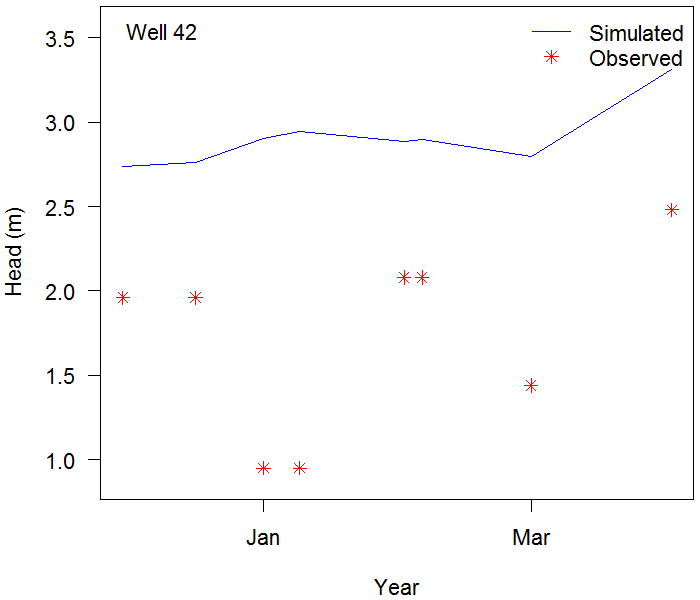 Well 42
Simulated
Observed
Head (m)
3.5
3.0
2.5
2.0
1.5
1.0
Jan
Mar
Year